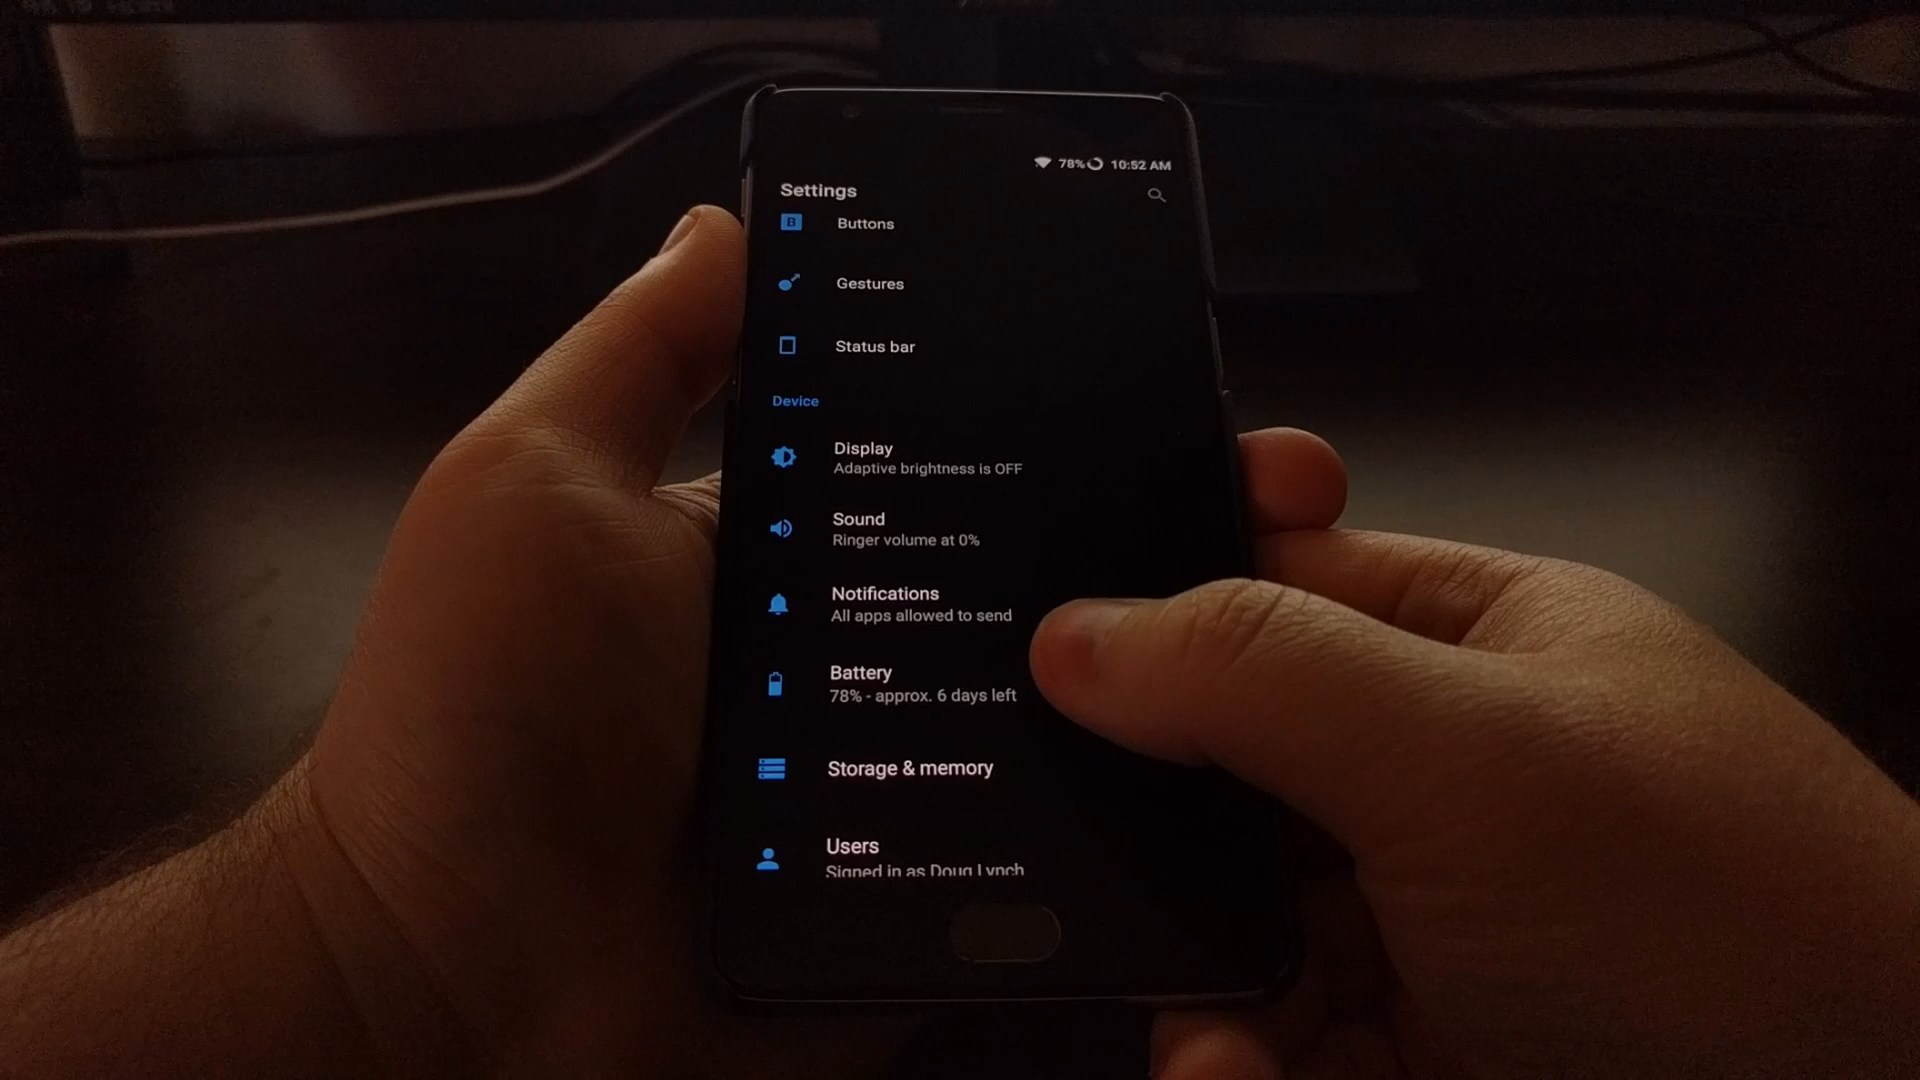 78% 10:52 AM
Settings
B
Buttons
Gestures
Status bar
Device
Display
Adaptive brightness is OFF
Sound
Ringer volume at 0%
Notifications
All apps allowed to send
Battery
78% - approx. 6 days left
Storage & memory
Users
Signed in as Doug Lynch